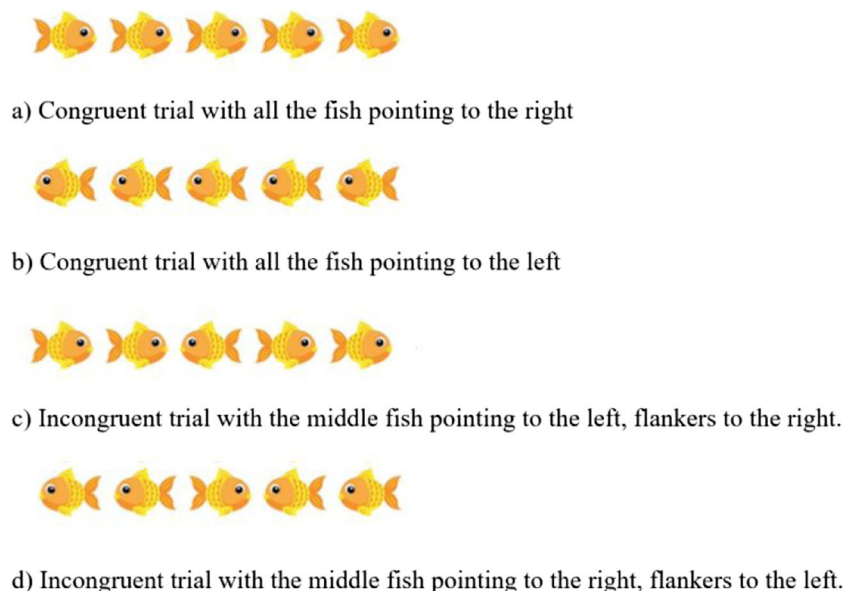 a) Congruent trial with all the fish pointing to the right
b) Congruent trial with all the fish pointing to the left
c) Incongruent trial with the middle fish pointing to the left, flankers to the right.
d) Incongruent trial with the middle fish pointing to the right, flankers to the left.